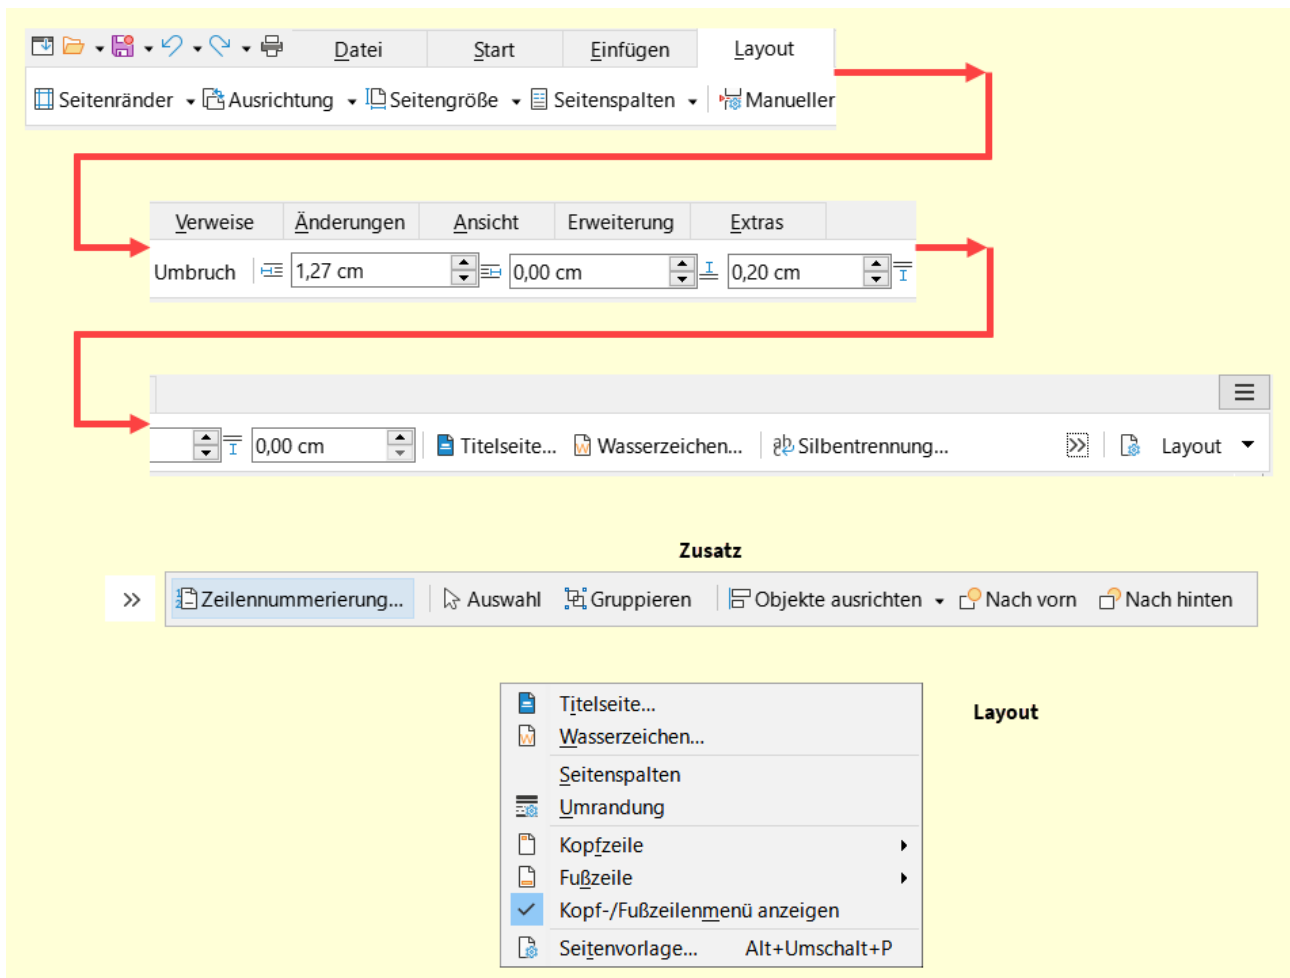 Datei Start Einfügen Layout
Seitenränder Ausrichtung Seitengröße Seitenspalten Manueller
Verweise Änderungen Ansicht Erweiterung Extras
Umbruch 1,27 cm 0,00 cm 0,20 cm
0,00 cm Titelseite... Wasserzeichen... Silbentrennung... Layout
Zusatz
Zeilennummerierung... Auswahl Gruppieren Objekte ausrichten Nach vorn Nach hinten
Titelseite...
Layout
Wasserzeichen...
Seitenspalten
Umrandung
Kopfzeile
Fußzeile
Kopf-/Fußzeilenmenü anzeigen
Seitenvorlage... Alt+Umschalt+P